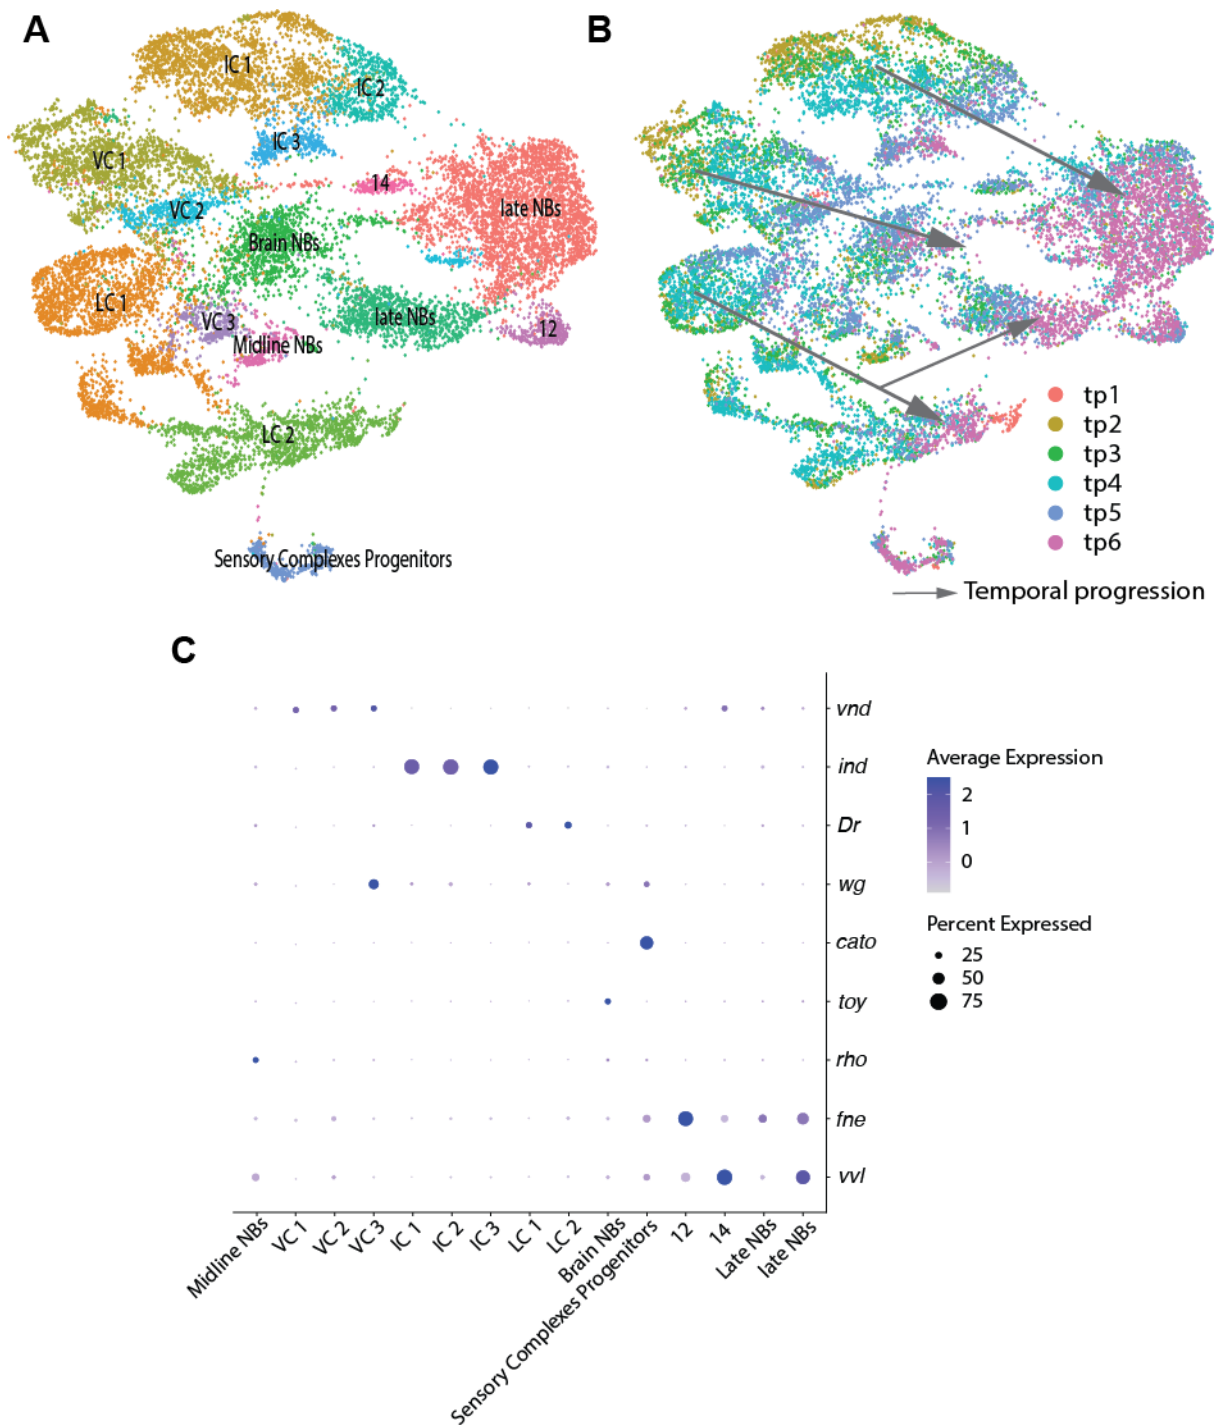 A
B
IC 1
IC 2
IC 3
VC 1
14
VC 2
late NBs
Brain NBs
LC 1
VC 3
late NBs
12
Midline NBs
LC 2
Sensory Complexes Progenitors
tp1
tp2
tp3
tp4
tp5
tp6
Temporal progression
C
vnd
ind
Dr
wg
cato
toy
rho
fne
vvl
Average Expression
2
1
0
Percent Expressed
25
50
75
Midline NBs
VC 1
VC 2
VC 3
IC 1
IC 2
IC 3
LC 1
LC 2
Brain NBs
Sensory Complexes Progenitors
12
14
Late NBs
late NBs